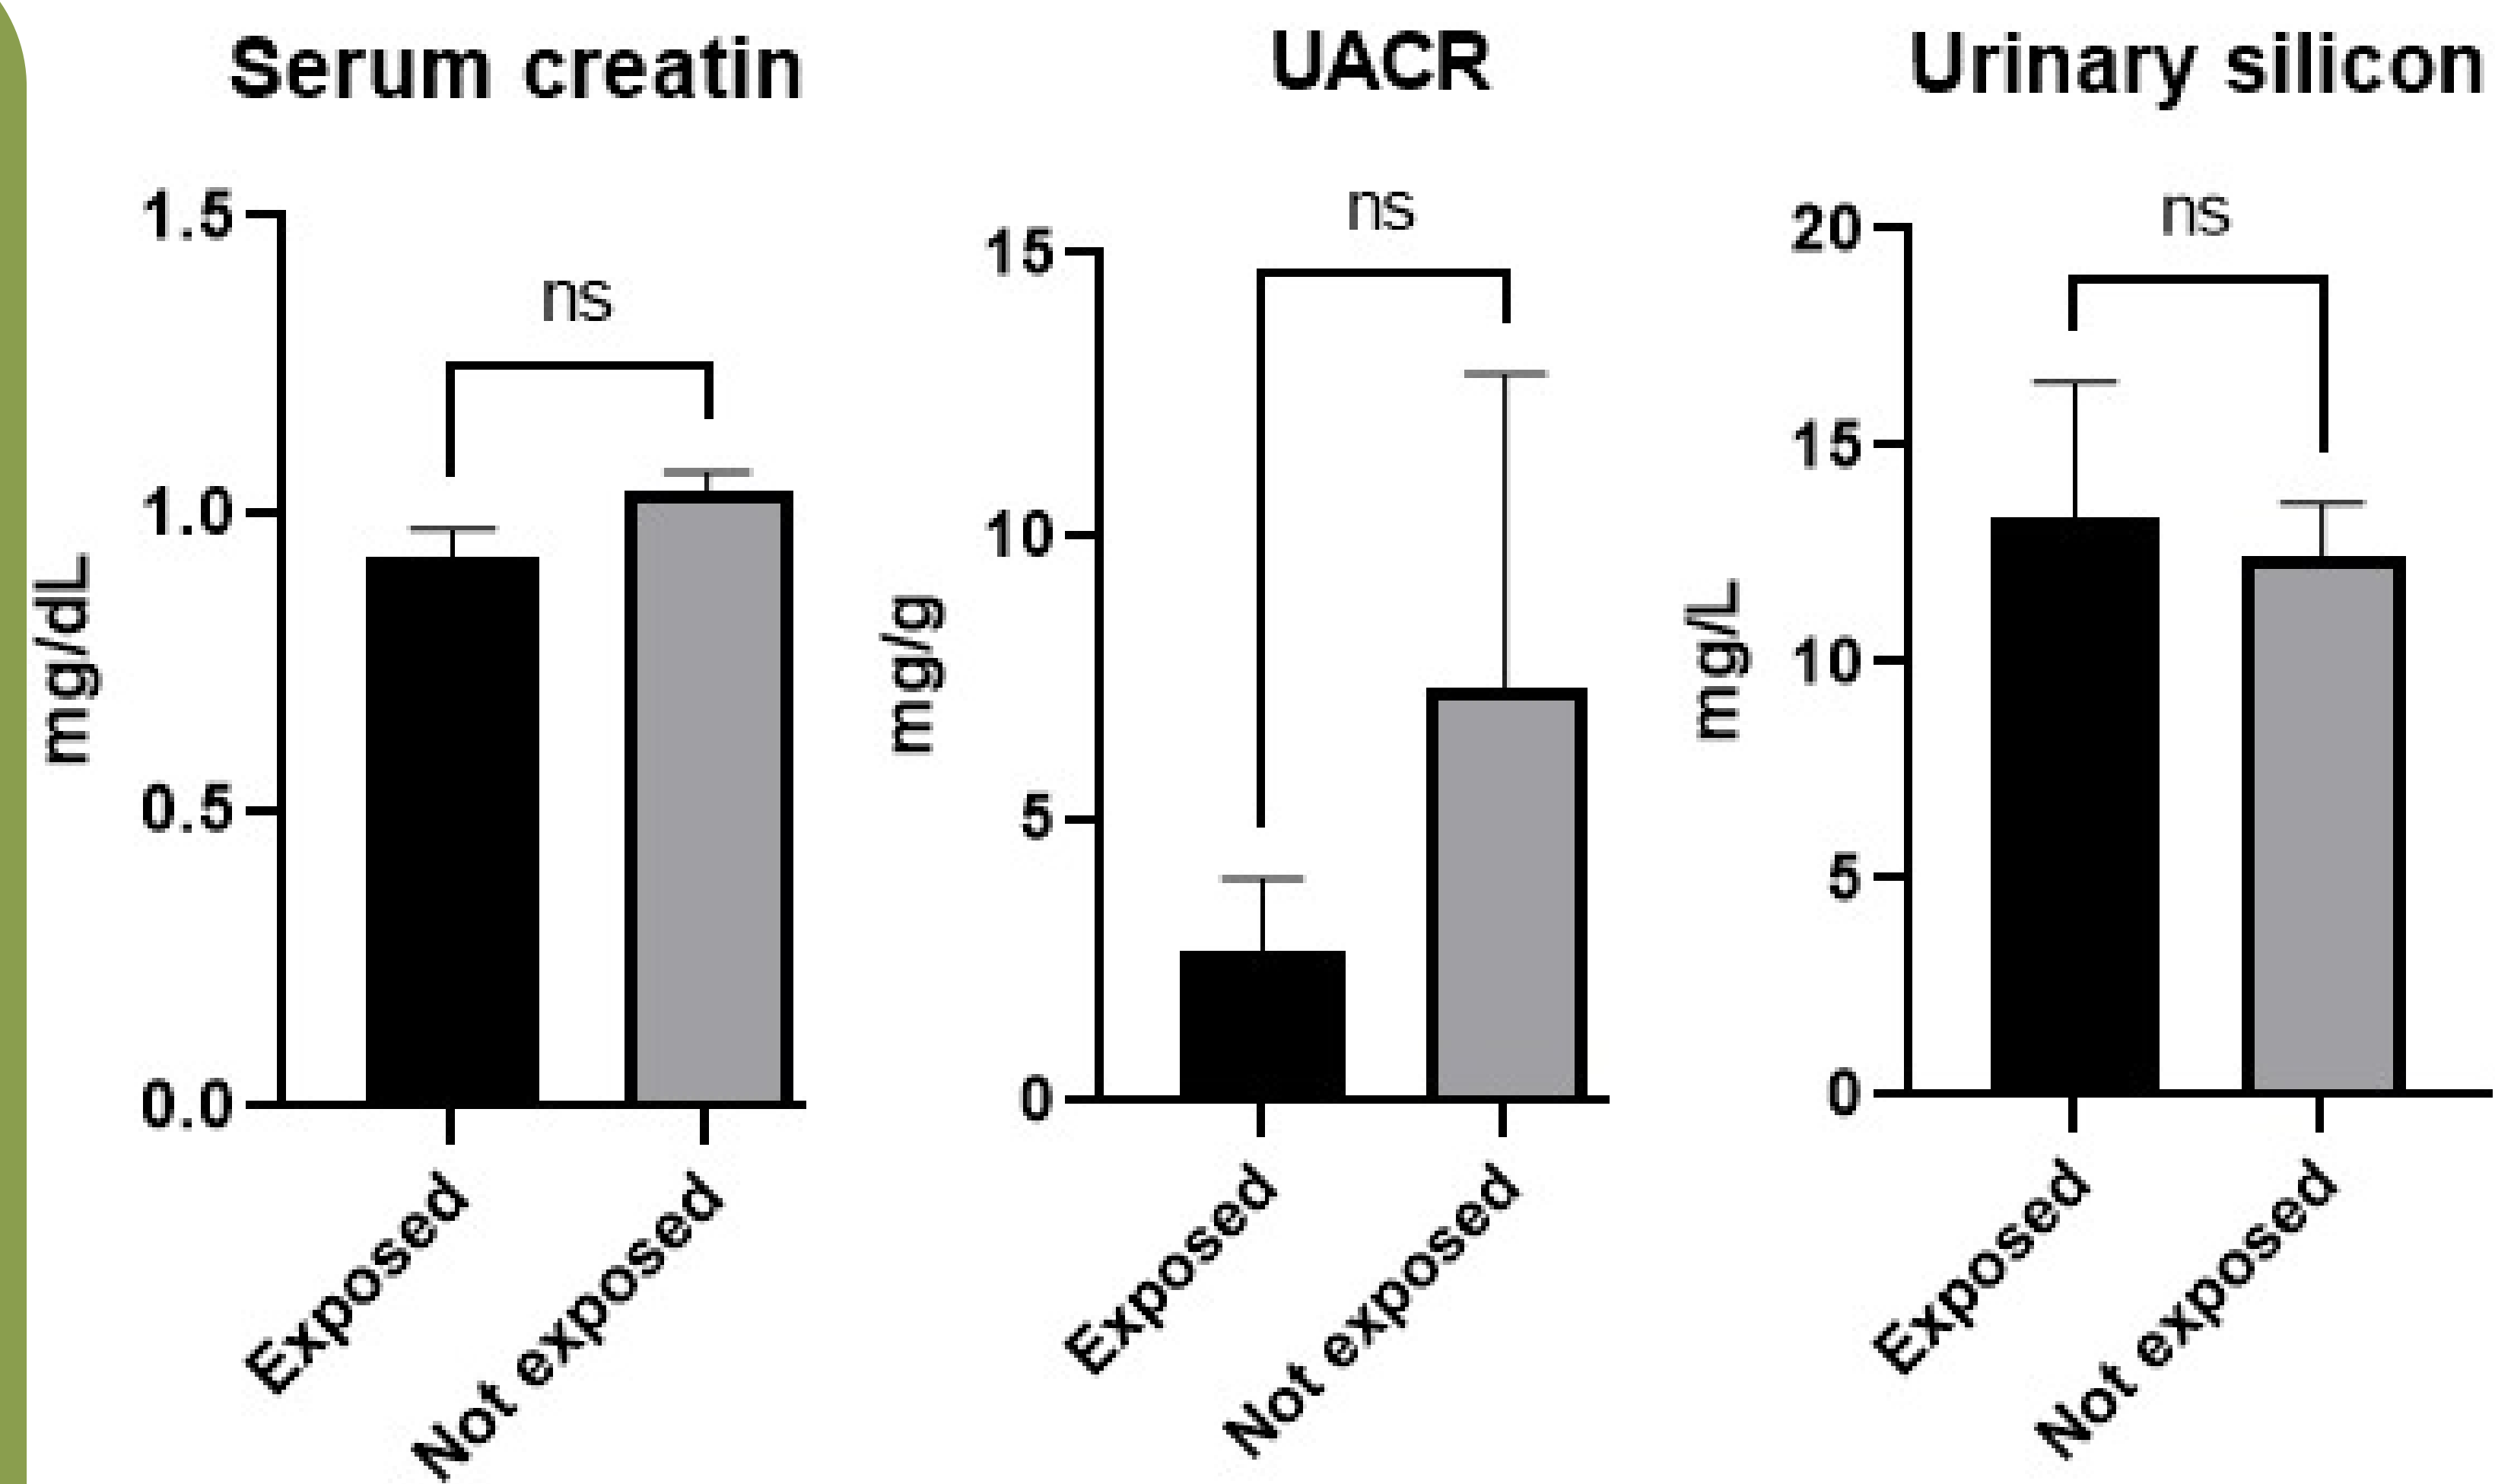 Serum creatin
ns
1.5
1.0
0.5
0.0
mg/dL
Exposed
Not exposed
UACR
ns
15
10
5
0
mg/g
Exposed
Not exposed
Urinary silicon
ns
20
15
10
5
0
mg/L
Exposed
Not exposed